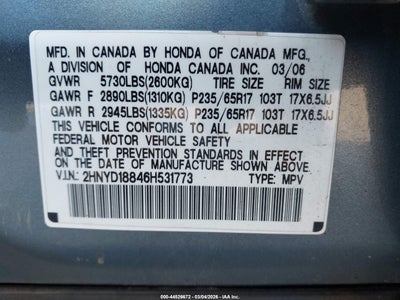 MFD. IN CANADA BY HONDA OF CANADA MFG.,
A DIVISION OF HONDA CANADA INC. 03/06
GVWR 5730LBS(2600KG) TIRE SIZE RIM SIZE
GAWR F 2890LBS(1310KG) P235/65R17 103T 17X6.5JJ
GAWR R 2945LBS(1335KG) P235/65R17 103T 17X6.5JJ
THIS VEHICLE CONFORMS TO ALL APPLICABLE
FEDERAL MOTOR VEHICLE SAFETY
AND THEFT PREVENTION STANDARDS IN EFFECT
ON THE DATE OF MANUFACTURE SHOWN ABOVE.
V.I.N: 2HNYD18846H531773 TYPE: MPV
000-44526672 - 03/04/2026 - IAAI